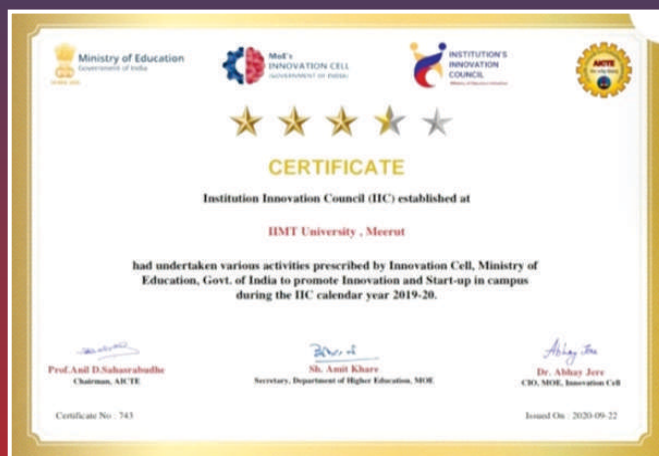 Ministry of Education
Government of India
MoE's
INNOVATION CELL
(GOVERNMENT OF INDIA)
INSTITUTION'S
INNOVATION
COUNCIL
AICTE
CERTIFICATE
Institution Innovation Council (IIC) established at
IIMT University , Meerut
had undertaken various activities prescribed by Innovation Cell, Ministry of
Education, Govt. of India to promote Innovation and Start-up in campus
during the IIC calendar year 2019-20.
Prof.Anil D.Sahasrabudhe
Chairman, AICTE
Sh. Amit Khare
Secretary, Department of Higher Education, MOE
Abhay Jere
Dr. Abhay Jere
CIO, MOE, Innovation Cell
Certificate No : 743
Issued On : 2020-09-22